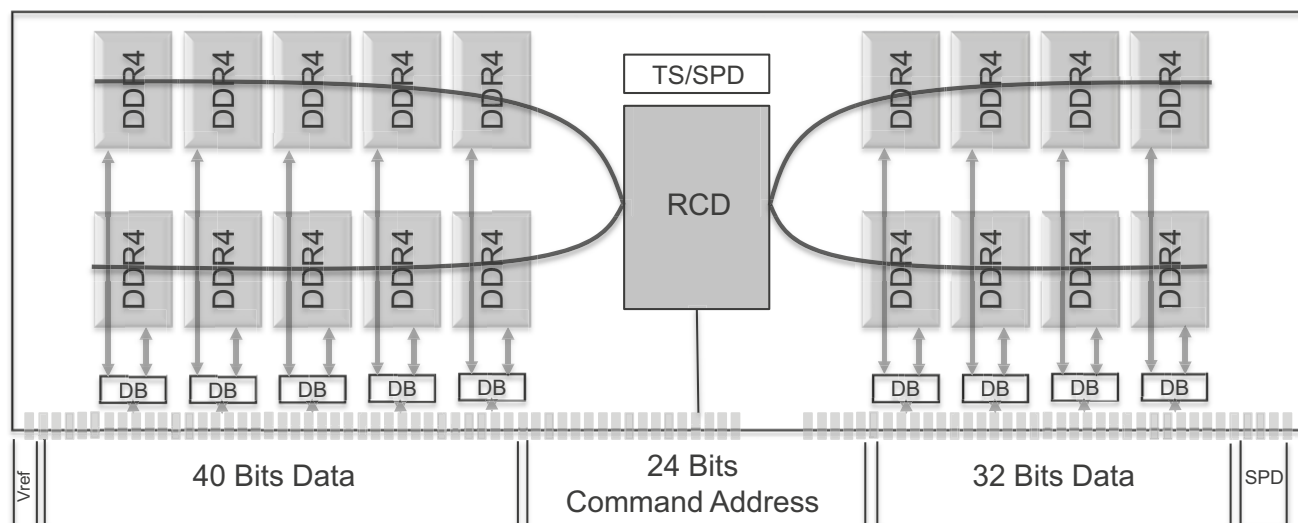 DDR4 DDR4 DDR4 DDR4 DDR4
TS/SPD
DDR4 DDR4 DDR4 DDR4
RCD
DDR4 DDR4 DDR4 DDR4 DDR4
DDR4 DDR4 DDR4 DDR4
DB DB DB DB DB
DB DB DB DB
Vref
40 Bits Data
24 Bits
Command Address
32 Bits Data
SPD